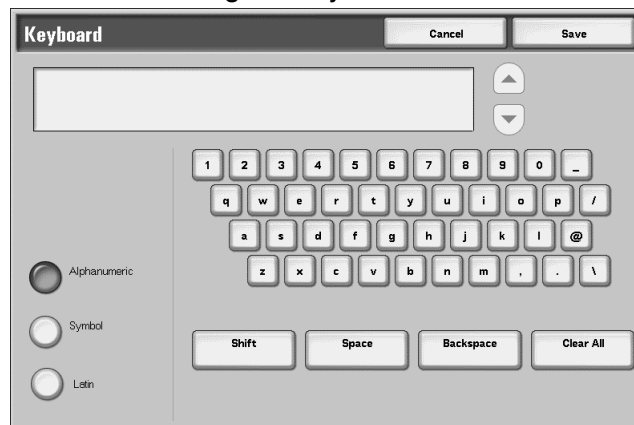 Keyboard Cancel Save
1 2 3 4 5 6 7 8 9 0 _
q w e r t y u i o p /
a s d f g h j k l @
z x c v b n m , . \
Alphanumeric
Symbol
Latin
Shift Space Backspace Clear All